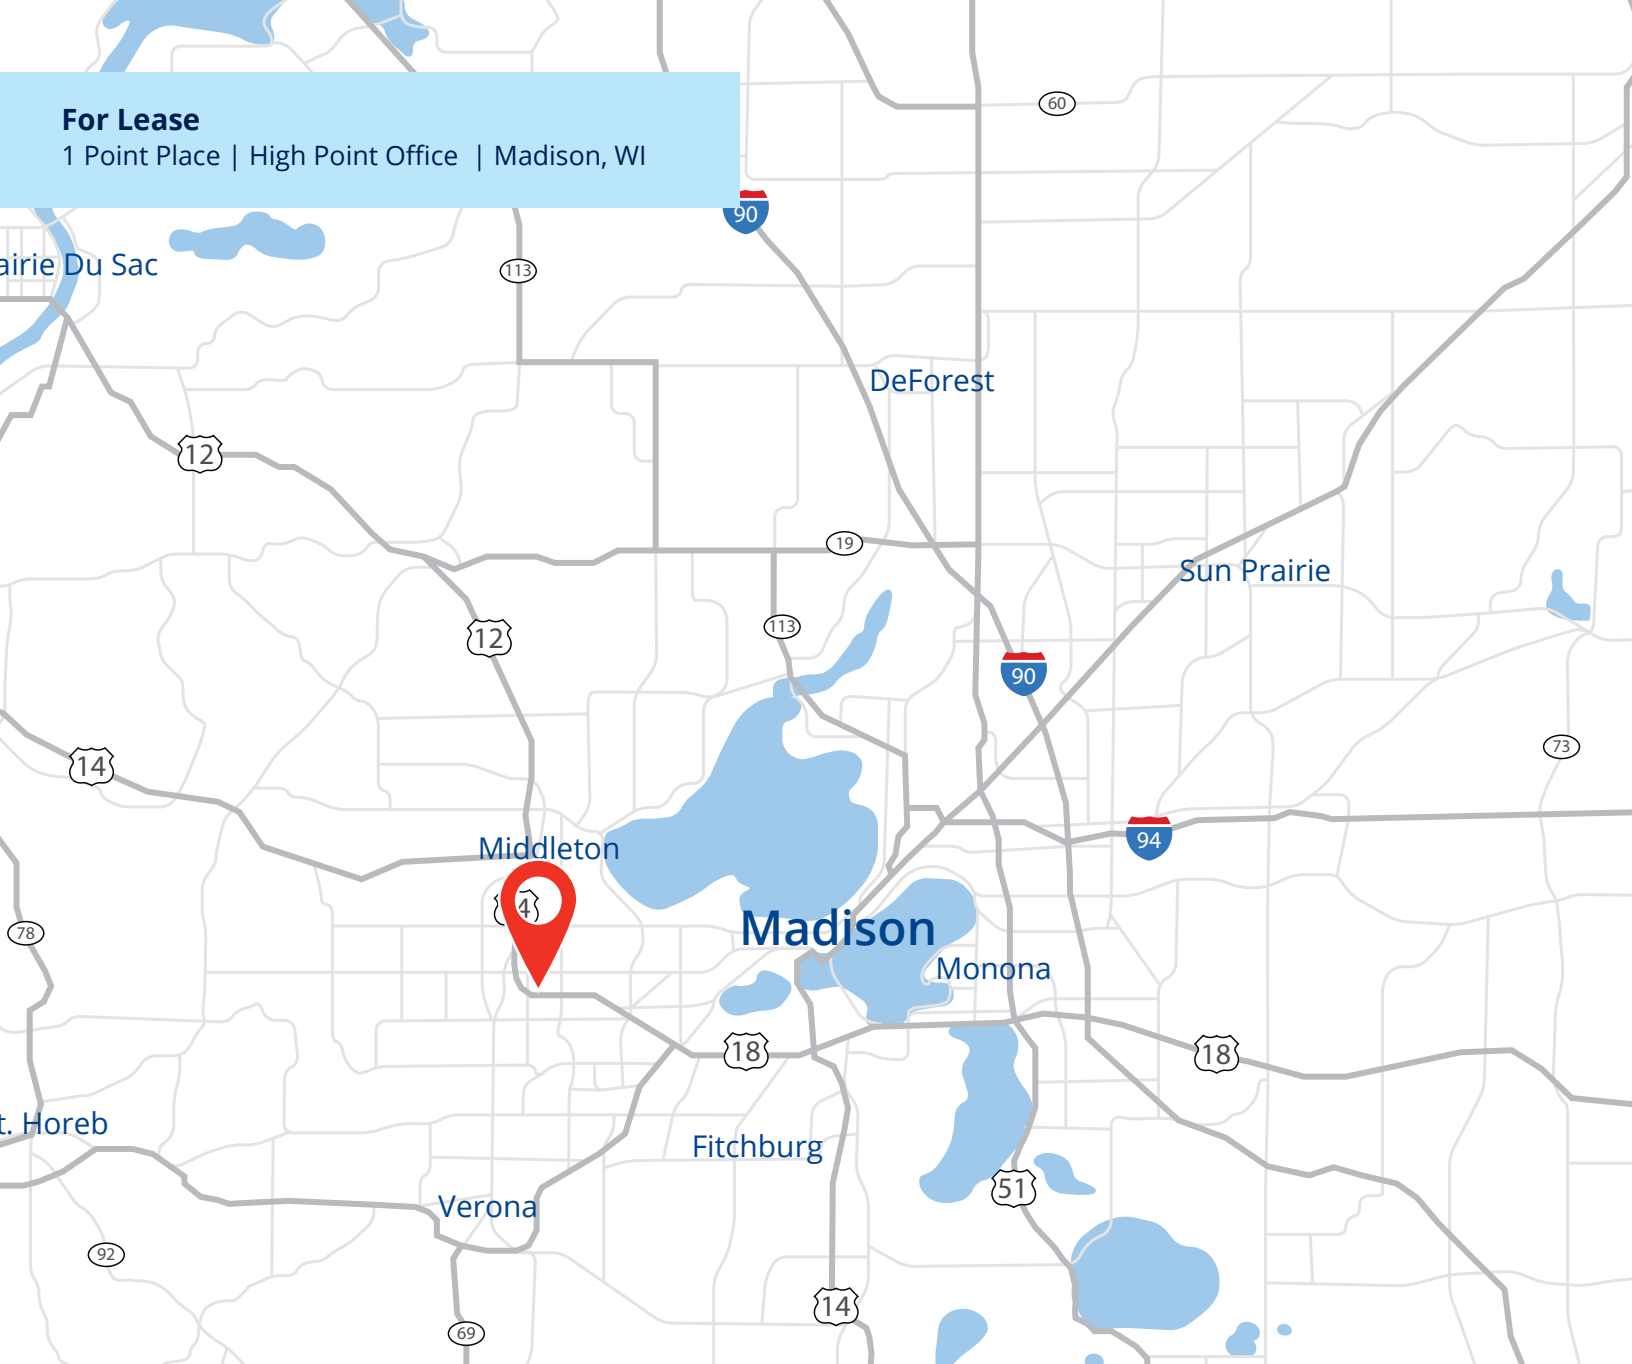 For Lease
1 Point Place | High Point Office | Madison, WI
60
90
airie Du Sac
113
DeForest
12
19
Sun Prairie
113
12
90
73
14
94
Middleton
4
78
Madison
Monona
18
18
t. Horeb
Fitchburg
51
Verona
92
14
69